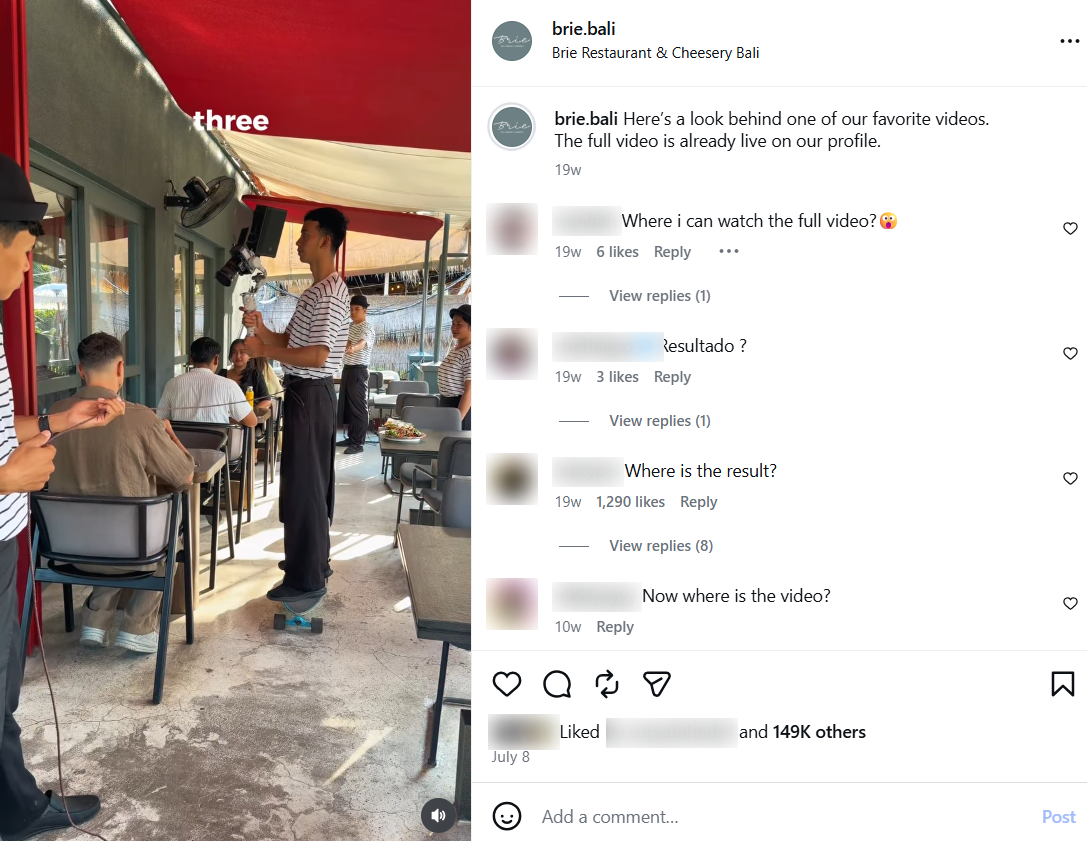 three
brie.bali
Brie Restaurant & Cheesery Bali
brie.bali Here’s a look behind one of our favorite videos.
The full video is already live on our profile.
19w
Where i can watch the full video?😲
19w 6 likes Reply
View replies (1)
Resultado ?
19w 3 likes Reply
View replies (1)
Where is the result?
19w 1,290 likes Reply
View replies (8)
Now where is the video?
10w Reply
Liked and 149K others
July 8
Add a comment...
Post